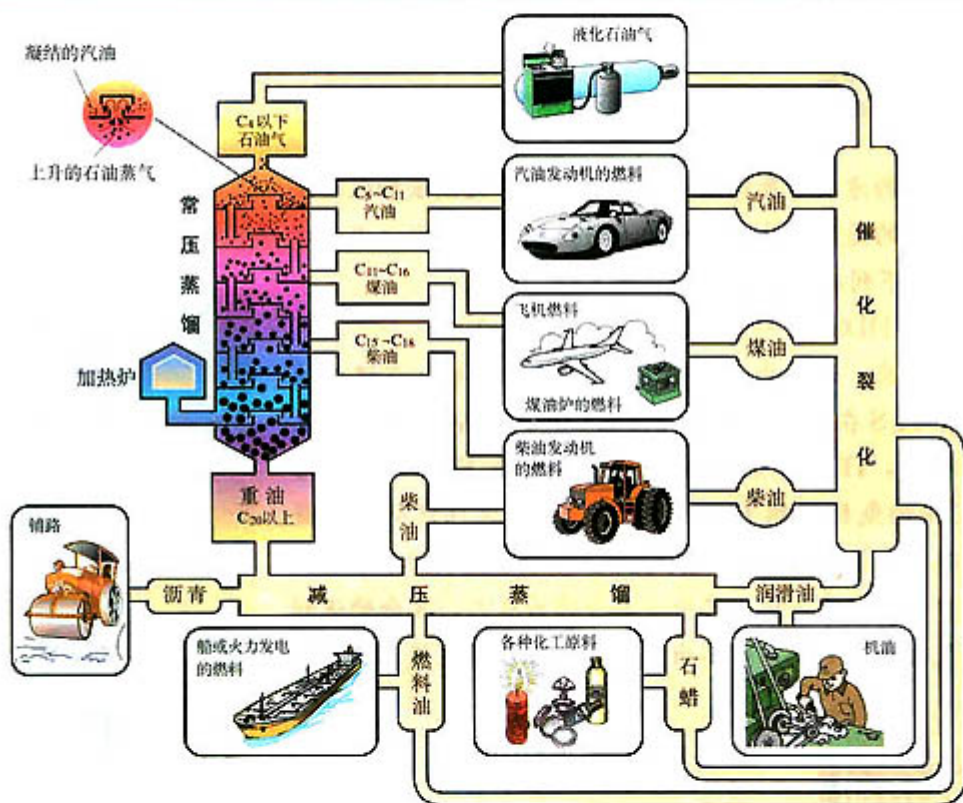 凝结的汽油
上升的石油蒸气
C₄以下
石油气
液化石油气
常压蒸馏
加热炉
C₅~C₁₁
汽油
汽油发动机的燃料
汽油
C₁₁~C₁₆
煤油
飞机燃料
煤油炉的燃料
煤油
C₁₅~C₁₈
柴油
柴油发动机
的燃料
柴油
催化裂化
重油
C₂₀以上
柴油
铺路
沥青
减压蒸馏
润滑油
船或火力发电
的燃料
燃料油
各种化工原料
石蜡
机油